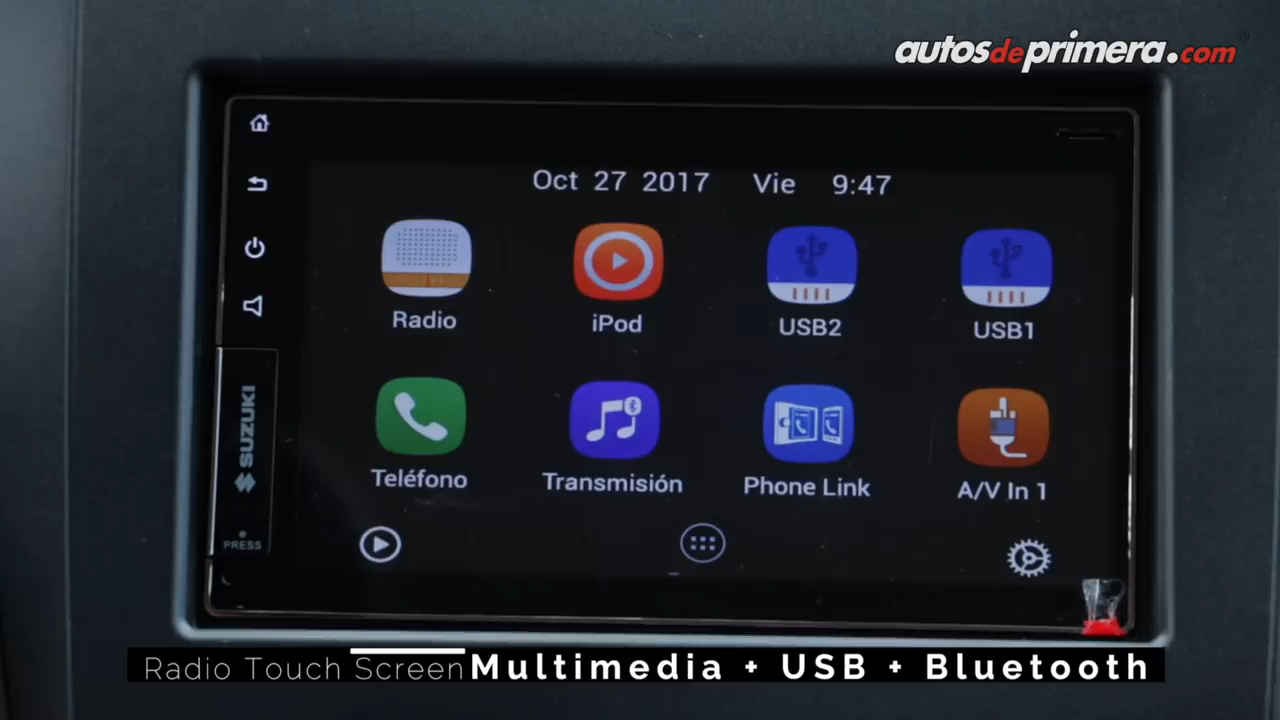 autosdeprimera.com
Oct 27 2017 Vie 9:47
Radio
iPod
USB2
USB1
Teléfono
Transmisión
Phone Link
A/V In 1
SUZUKI
PRESS
Radio Touch Screen Multimedia + USB + Bluetooth